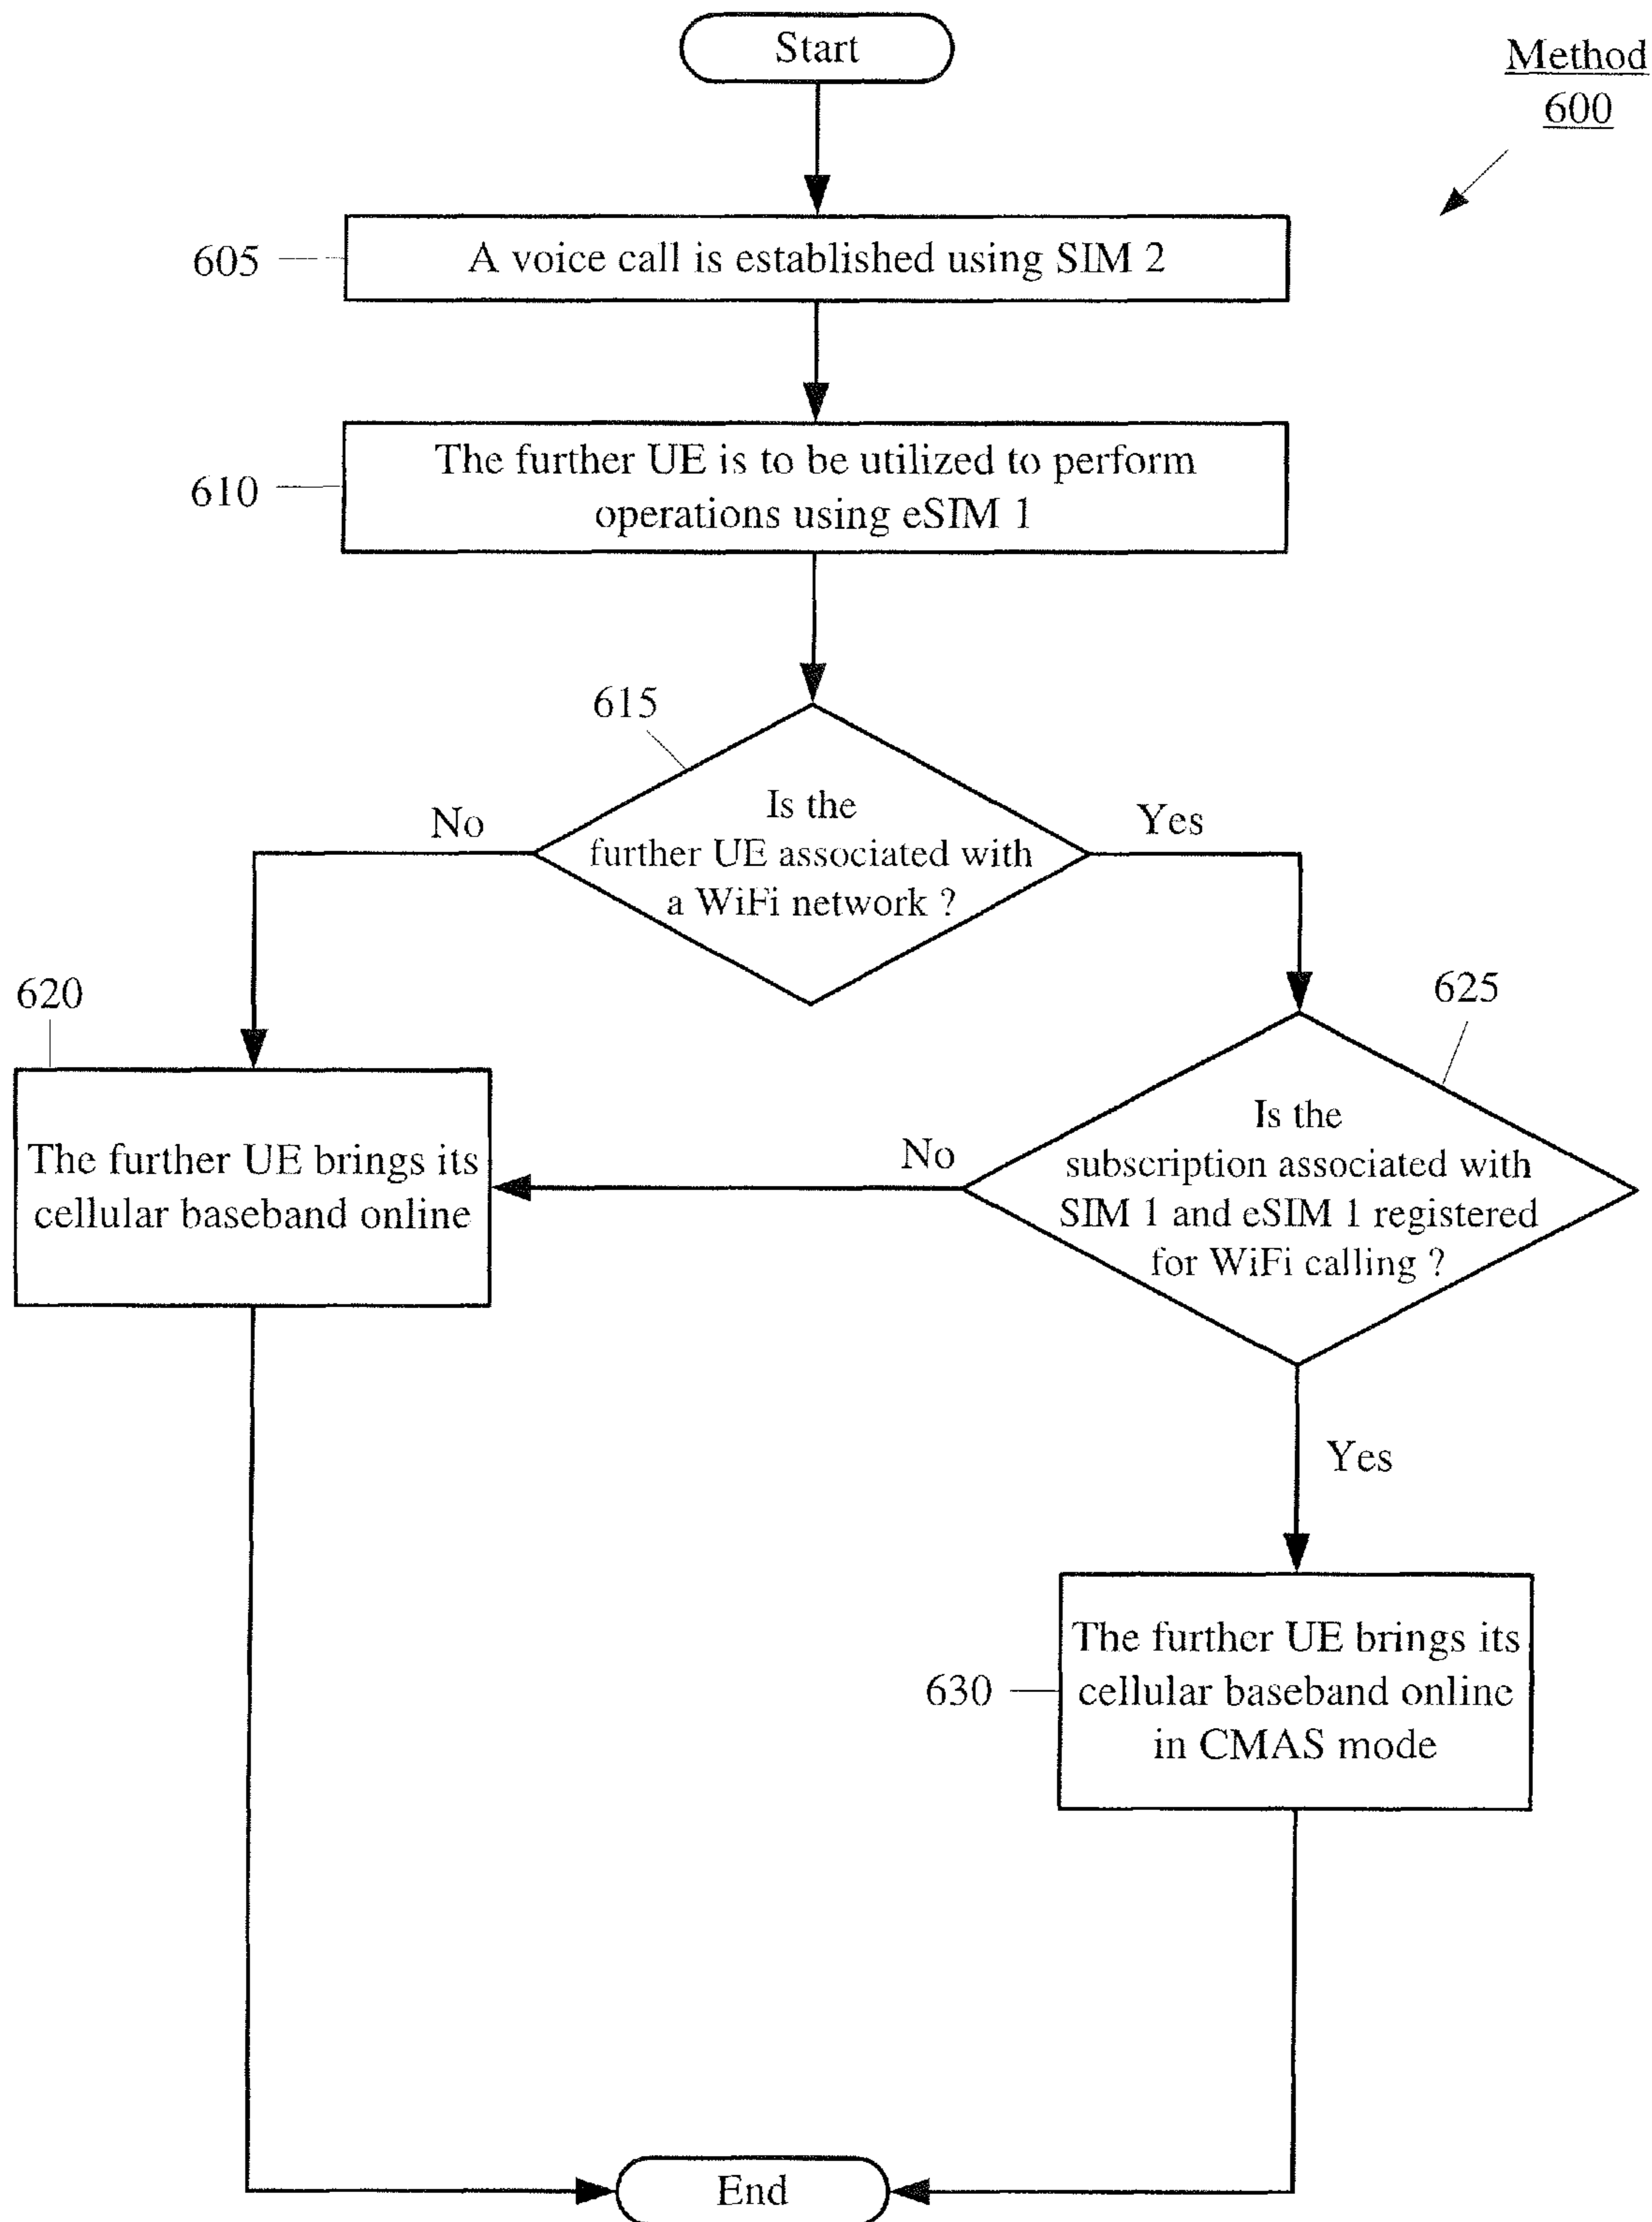 Start
Method
600
605
A voice call is established using SIM 2
610
The further UE is to be utilized to perform
operations using eSIM 1
615
Is the
further UE associated with
a WiFi network ?
No
Yes
620
The further UE brings its
cellular baseband online
625
Is the
subscription associated with
SIM 1 and eSIM 1 registered
for WiFi calling ?
No
Yes
630
The further UE brings its
cellular baseband online
in CMAS mode
End